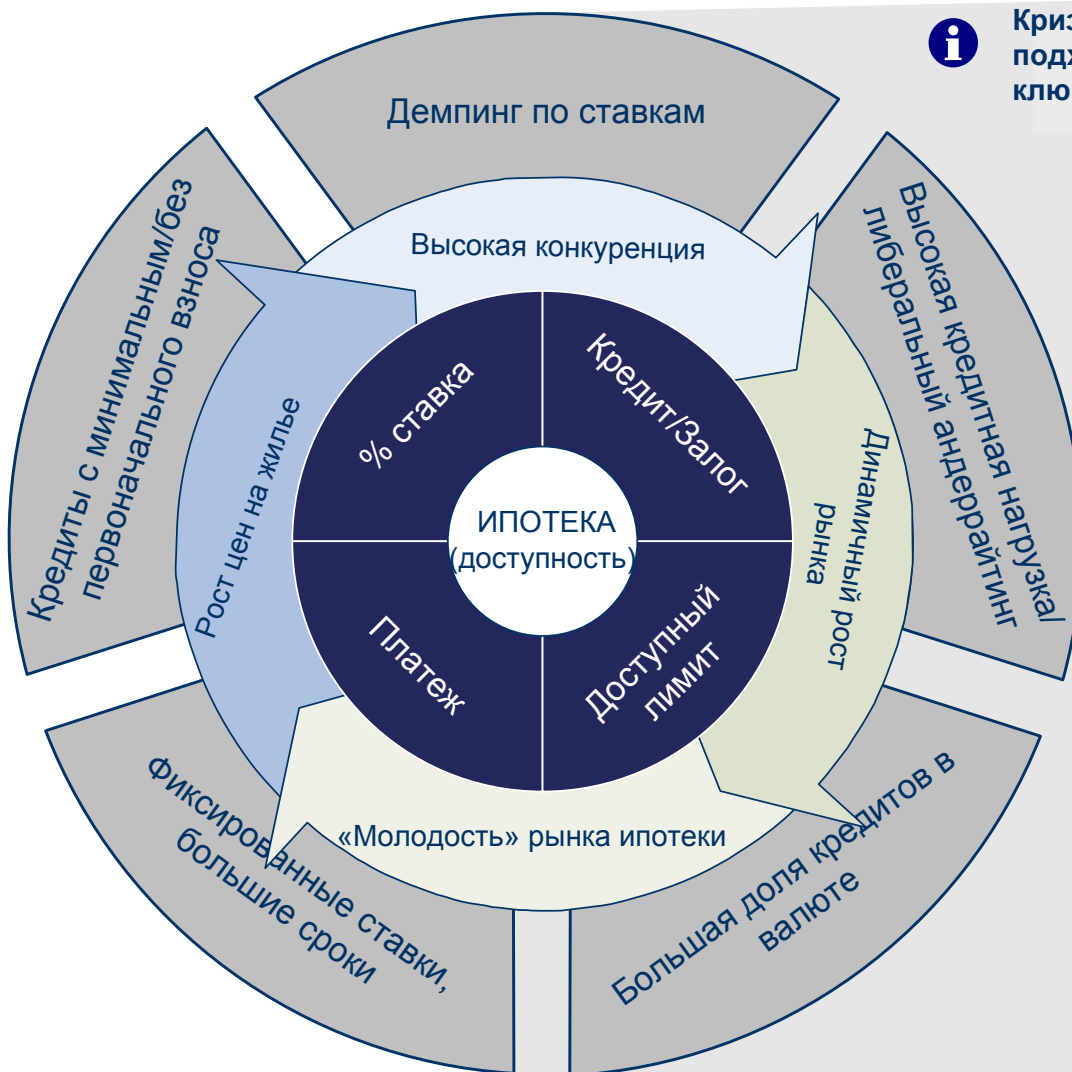 Демпинг по ставкам
Высокая кредитная нагрузка/
либеральный андеррайтинг
Большая доля кредитов в
валюте
Фиксированные ставки,
большие сроки
Кредиты с минимальным/без
первоначального взноса
Высокая конкуренция
Динамичный рост
рынка
«Молодость» рынка ипотеки
Рост цен на жилье
% ставка
Кредит/Залог
Доступный
лимит
Платеж
ИПОТЕКА
(доступность)